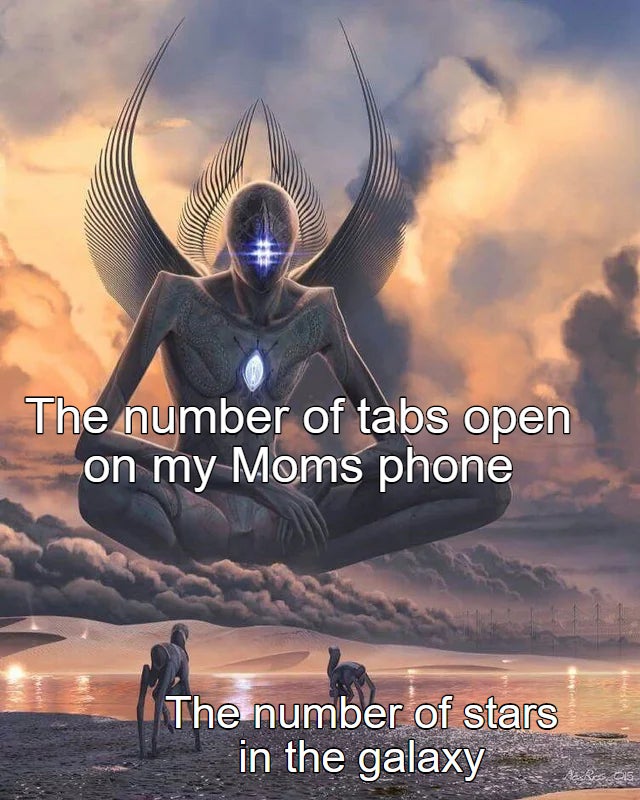 The number of tabs open
on my Moms phone
The number of stars
in the galaxy